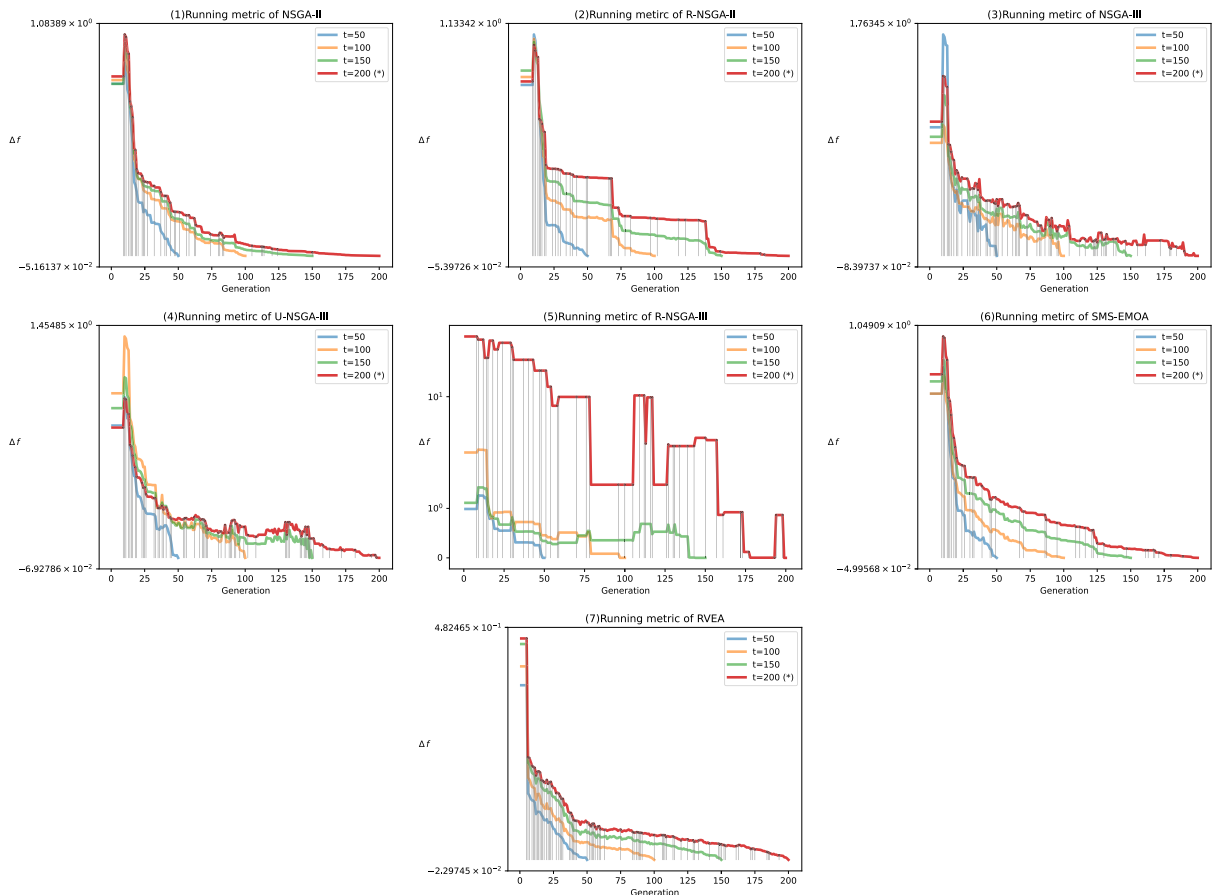 (1)Running metirc of NSGA-II
1.08389 × 10⁰
Δ f
−5.16137 × 10⁻²
t=50
t=100
t=150
t=200 (*)
0 25 50 75 100 125 150 175 200
Generation
(2)Running metirc of R-NSGA-II
1.13342 × 10⁰
Δ f
−5.39726 × 10⁻²
t=50
t=100
t=150
t=200 (*)
0 25 50 75 100 125 150 175 200
Generation
(3)Running metirc of NSGA-III
1.76345 × 10⁰
Δ f
−8.39737 × 10⁻²
t=50
t=100
t=150
t=200 (*)
0 25 50 75 100 125 150 175 200
Generation
(4)Running metirc of U-NSGA-III
1.45485 × 10⁰
Δ f
−6.92786 × 10⁻²
t=50
t=100
t=150
t=200 (*)
0 25 50 75 100 125 150 175 200
Generation
(5)Running metirc of R-NSGA-III
10¹
Δ f
10⁰
0
t=50
t=100
t=150
t=200 (*)
0 25 50 75 100 125 150 175 200
Generation
(6)Running metirc of SMS-EMOA
1.04909 × 10⁰
Δ f
−4.99568 × 10⁻²
t=50
t=100
t=150
t=200 (*)
0 25 50 75 100 125 150 175 200
Generation
(7)Running metric of RVEA
4.82465 × 10⁻¹
Δ f
−2.29745 × 10⁻²
t=50
t=100
t=150
t=200 (*)
0 25 50 75 100 125 150 175 200
Generation